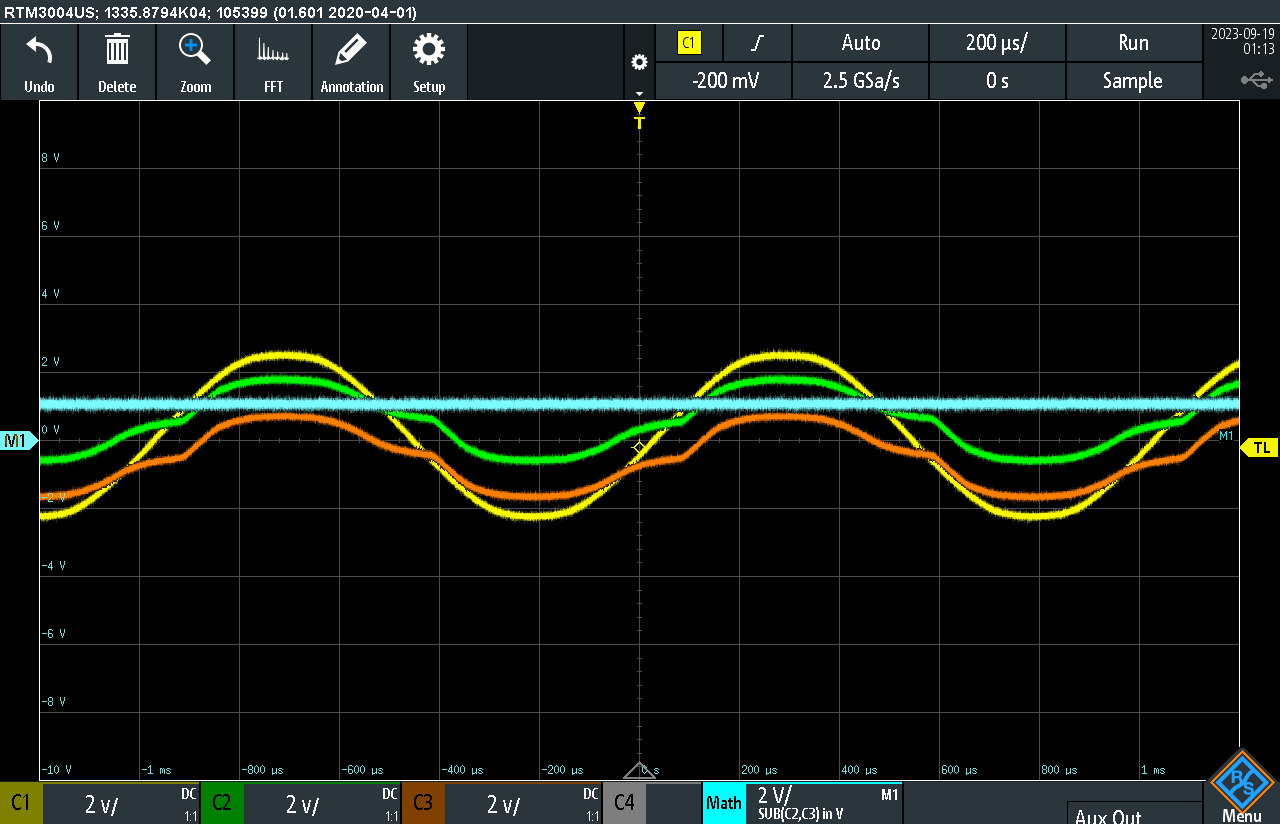 RTM3004US; 1335.8794K04; 105399 (01.601 2020-04-01)
Undo
Delete
Zoom
FFT
Annotation
Setup
C1
Auto
200 µs/
Run
2023-09-19
01:13
-200 mV
2.5 GSa/s
0 s
Sample
T
8 V
6 V
4 V
2 V
0 V
M1
M1
TL
-2 V
-4 V
-6 V
-8 V
-10 V
-1 ms
-800 µs
-600 µs
-400 µs
-200 µs
0 s
200 µs
400 µs
600 µs
800 µs
1 ms
C1
2 V/
DC
1:1
C2
2 V/
DC
1:1
C3
2 V/
DC
1:1
C4
Math
2 V/
M1
SUB(C2,C3) in V
Aux Out
R&S
Menu